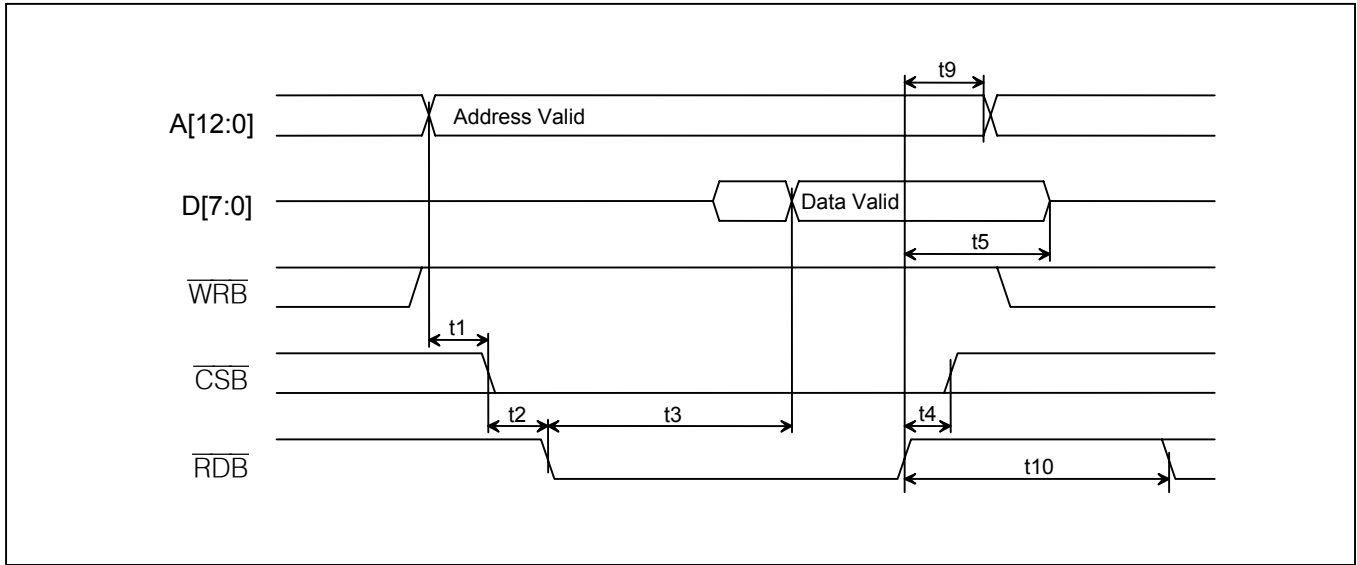 t9
A[12:0]
Address Valid
D[7:0]
Data Valid
t5
WRB
t1
CSB
t2
t3
t4
RDB
t10